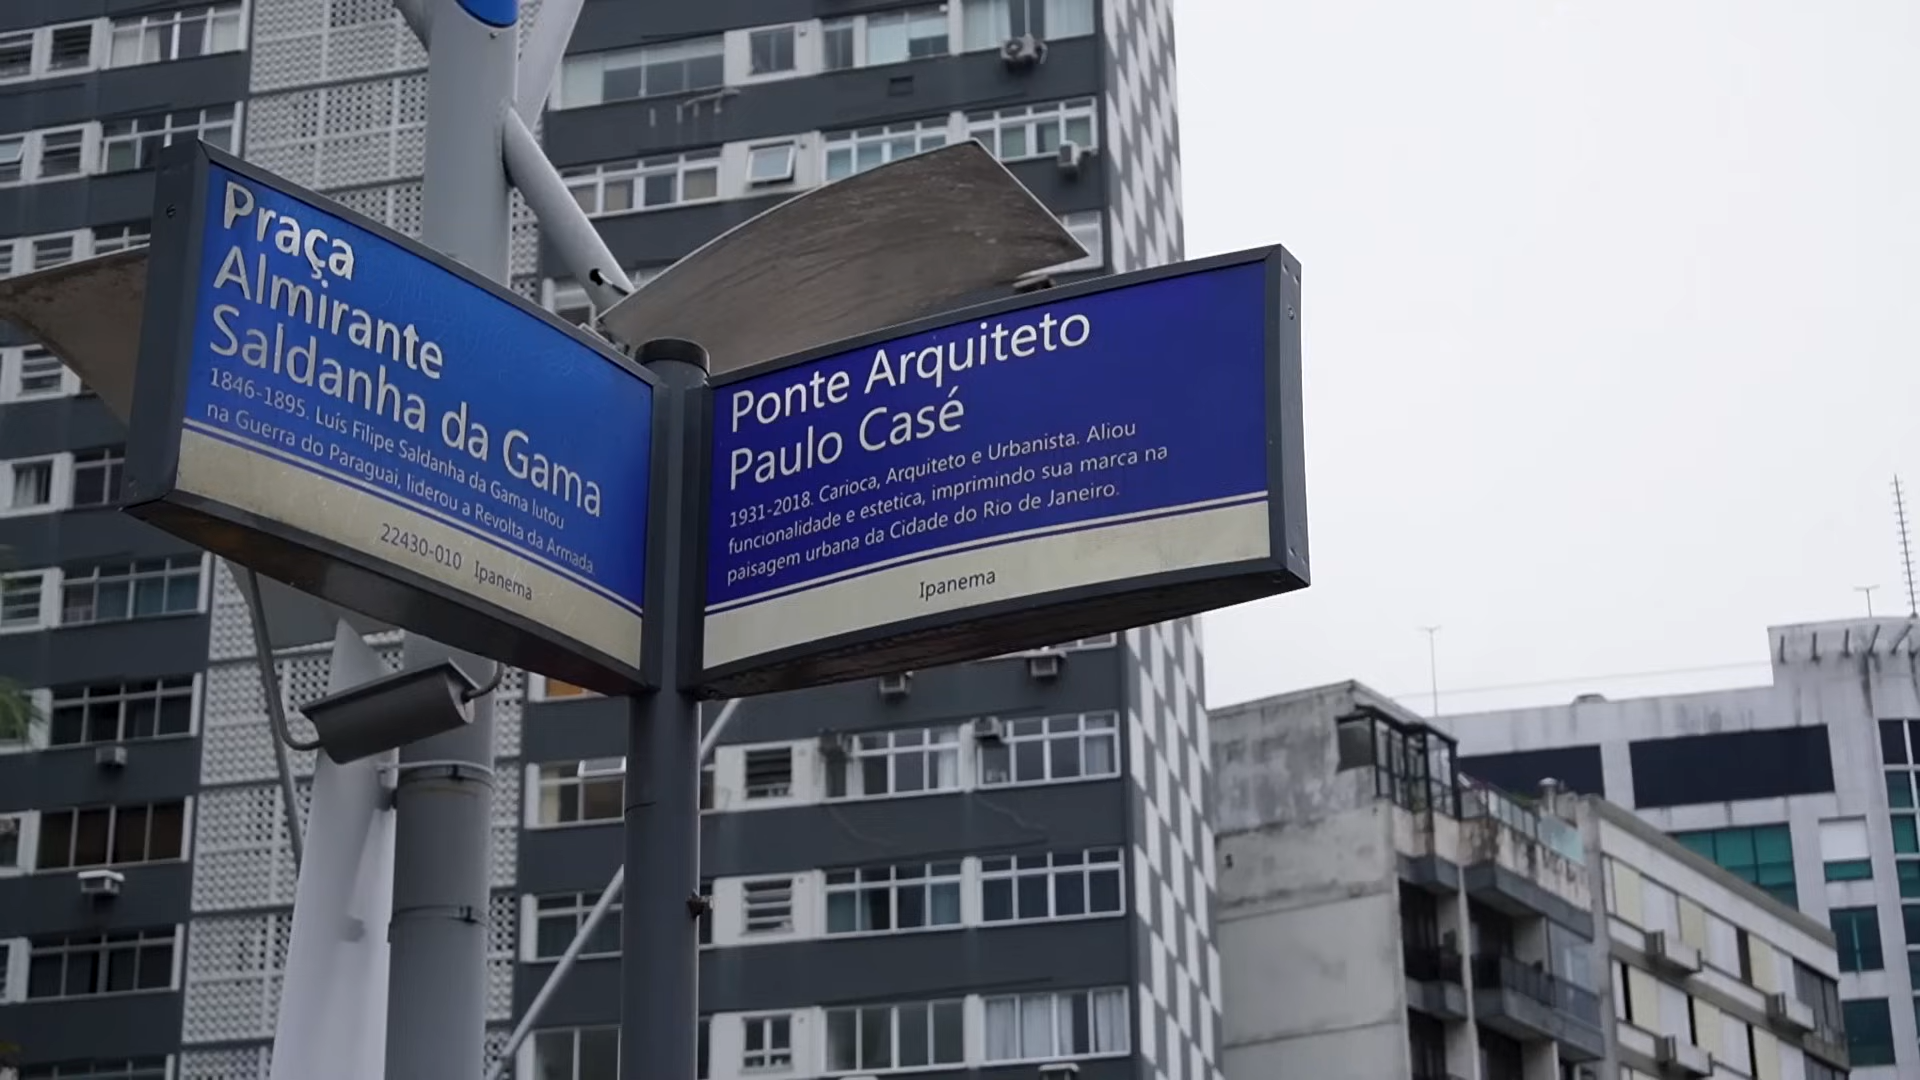 Praça
Almirante
Saldanha da Gama
1846-1895. Luís Filipe Saldanha da Gama lutou
na Guerra do Paraguai, liderou a Revolta da Armada.
22430-010 Ipanema
Ponte Arquiteto
Paulo Casé
1931-2018. Carioca, Arquiteto e Urbanista. Aliou
funcionalidade e estetica, imprimindo sua marca na
paisagem urbana da Cidade do Rio de Janeiro.
Ipanema